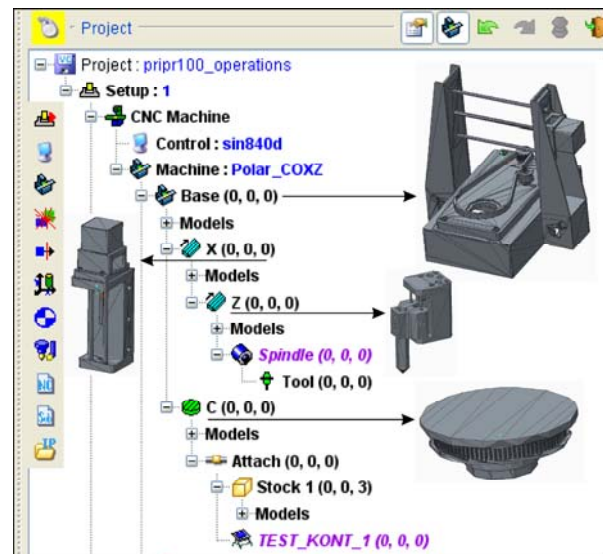 Project
Project : pripr100_operations
Setup : 1
CNC Machine
Control : sin840d
Machine : Polar_COXZ
Base (0, 0, 0)
Models
X (0, 0, 0)
Models
Z (0, 0, 0)
Models
Spindle (0, 0, 0)
Tool (0, 0, 0)
C (0, 0, 0)
Models
Attach (0, 0, 0)
Stock 1 (0, 0, 3)
Models
TEST_KONT_1 (0, 0, 0)